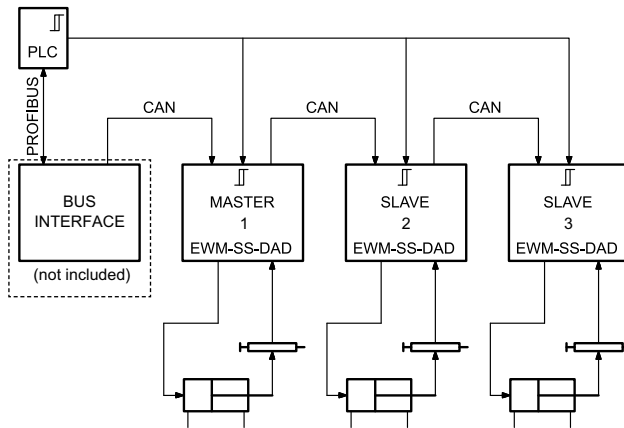 PLC
PROFIBUS
CAN
CAN
CAN
BUS
INTERFACE
(not included)
MASTER
1
EWM-SS-DAD
SLAVE
2
EWM-SS-DAD
SLAVE
3
EWM-SS-DAD